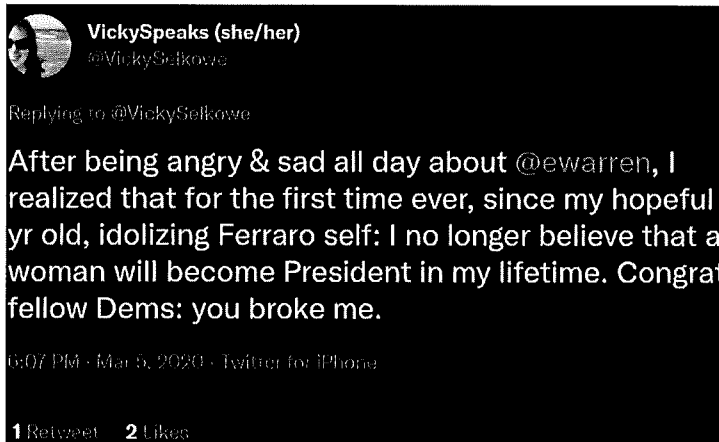 VickySpeaks (she/her)
@VickySelkowe
Replying to @VickySelkowe
After being angry & sad all day about @ewarren, I
realized that for the first time ever, since my hopeful
yr old, idolizing Ferraro self: I no longer believe that a
woman will become President in my lifetime. Congrat
fellow Dems: you broke me.
6:07 PM · Mar 5, 2020 · Twitter for iPhone
1 Retweet 2 Likes